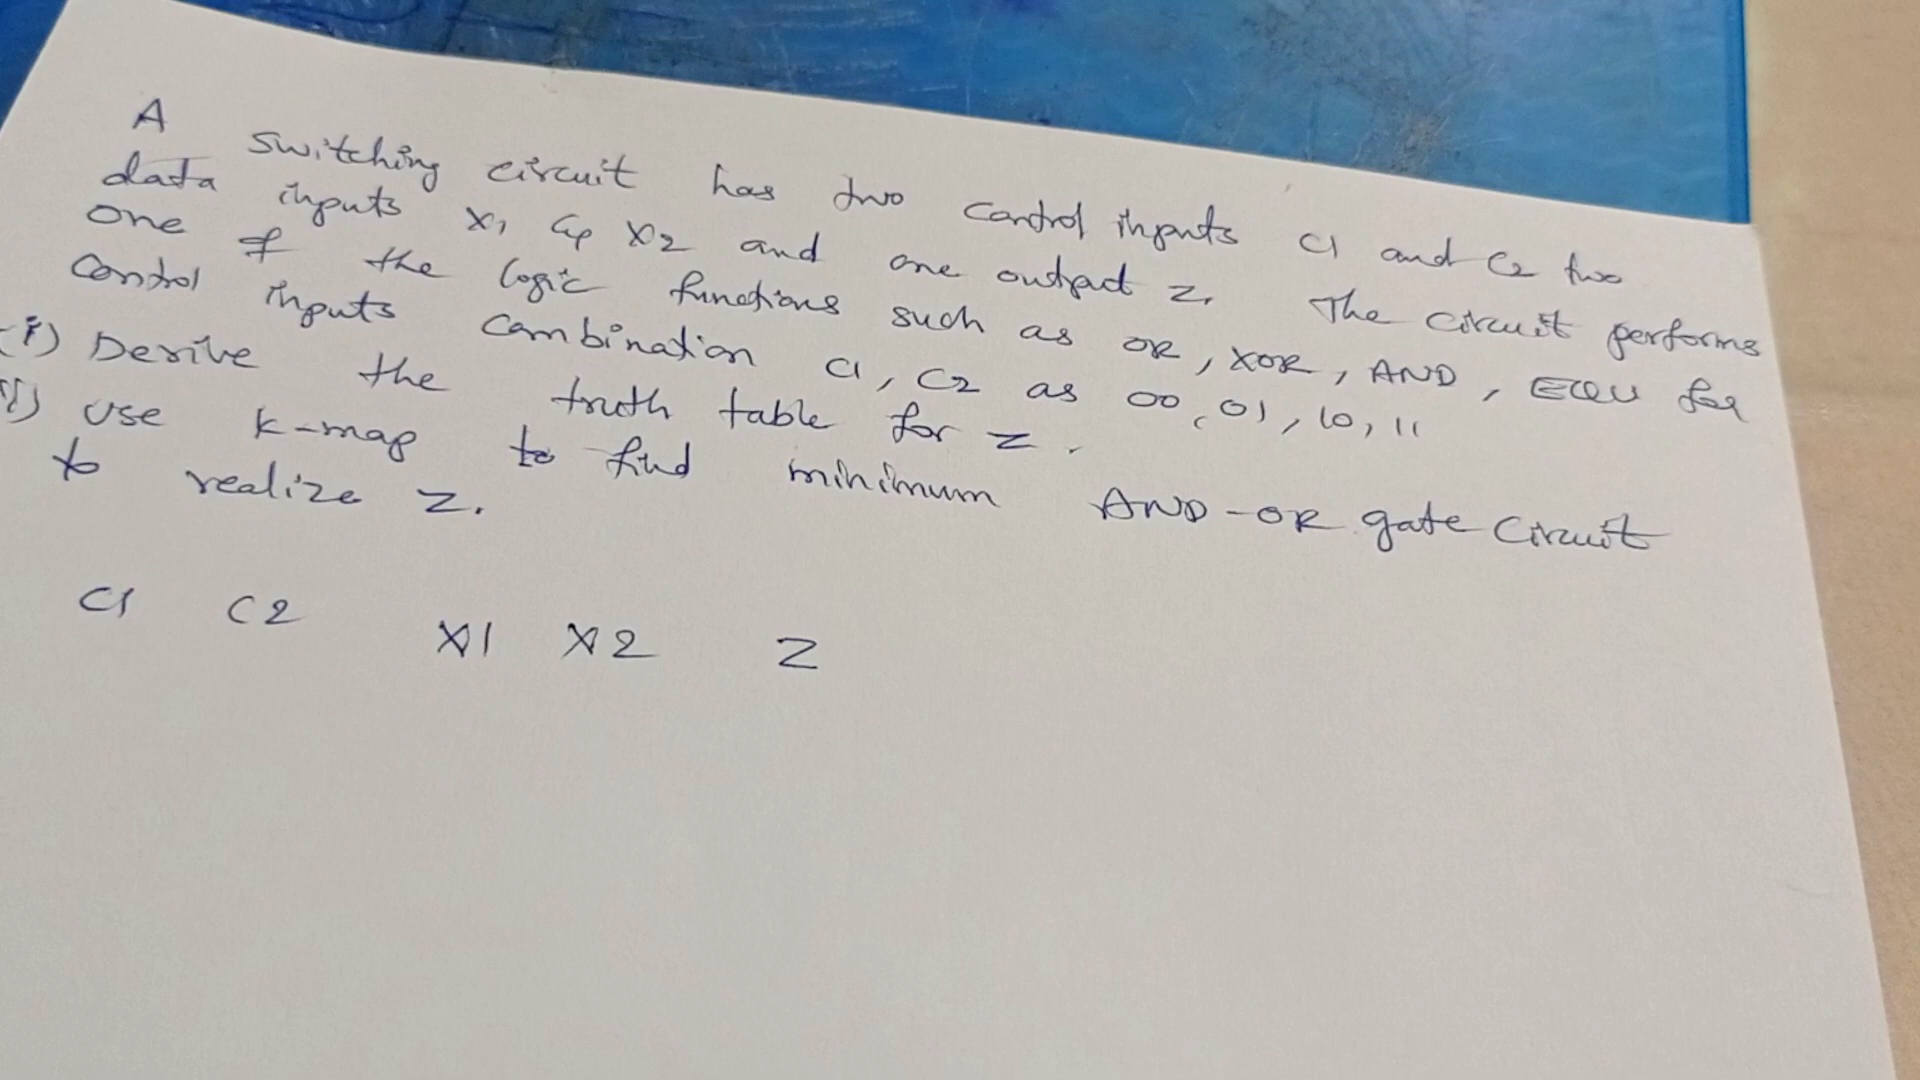 A switching circuit has two control inputs C1 and C2 two
data inputs X1 X2 and one output Z. The circuit performs
one of the logic functions such as OR, XOR, AND, EQU for
control inputs combination C1, C2 as 00, 01, 10, 11
(i) Derive the truth table for Z.
ii) Use K-map to find minimum AND-OR gate circuit
to realize Z.
C1 C2 X1 X2 Z